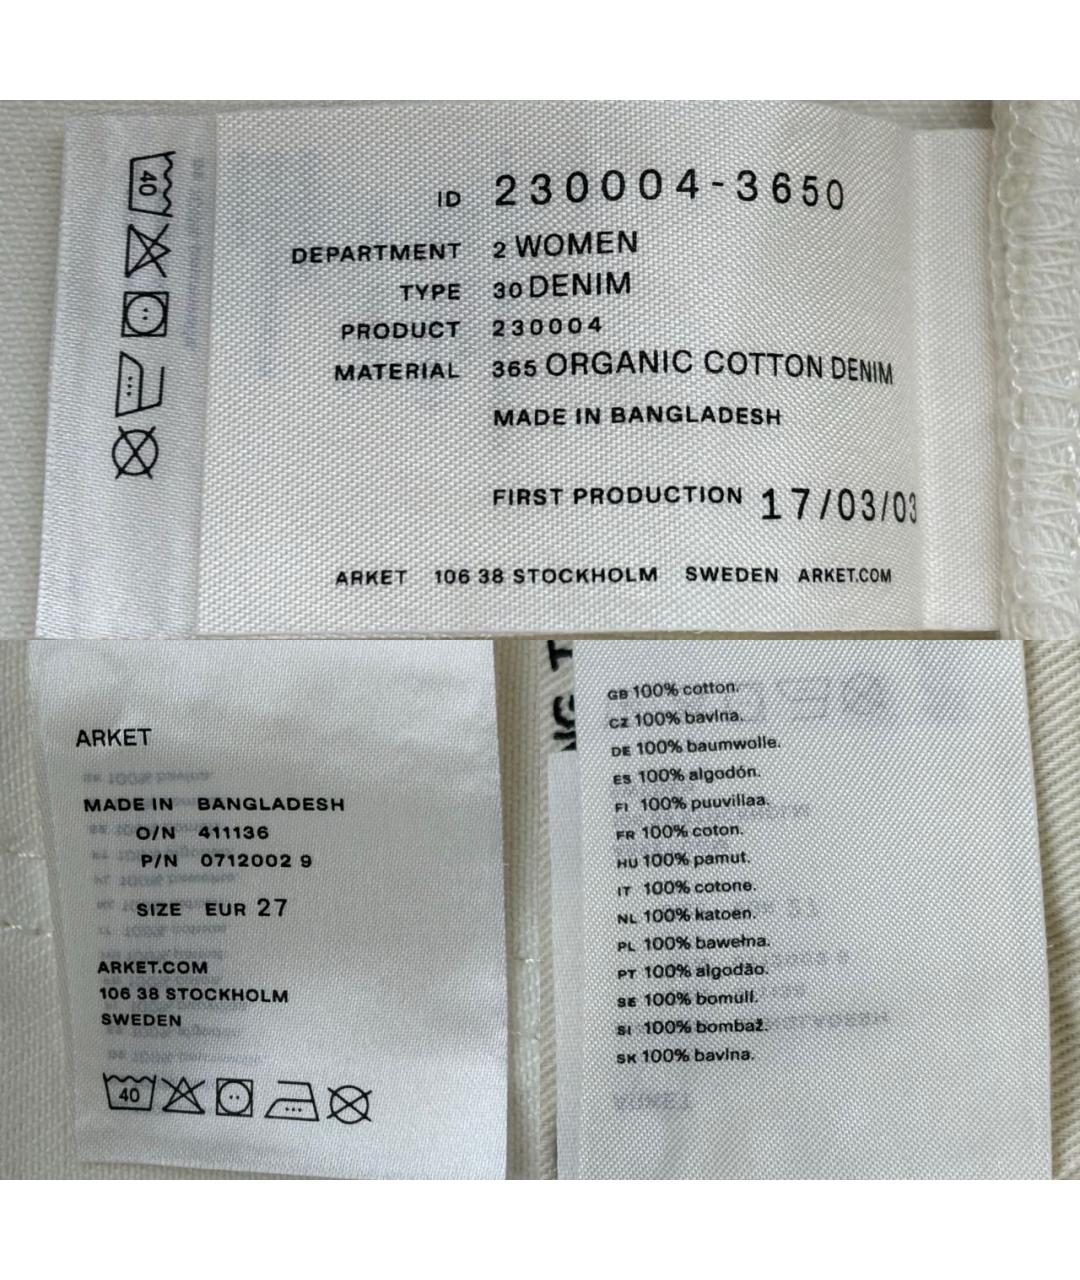 40
ID 230004-3650
DEPARTMENT 2 WOMEN
TYPE 30 DENIM
PRODUCT 230004
MATERIAL 365 ORGANIC COTTON DENIM
MADE IN BANGLADESH
FIRST PRODUCTION 17/03/03
ARKET 106 38 STOCKHOLM SWEDEN ARKET.COM
ARKET
MADE IN BANGLADESH
O/N 411136
P/N 0712002 9
SIZE EUR 27
ARKET.COM
106 38 STOCKHOLM
SWEDEN
40
GB 100% cotton.
CZ 100% bavlna.
DE 100% baumwolle.
ES 100% algodón.
FI 100% puuvillaa.
FR 100% coton.
HU 100% pamut.
IT 100% cotone.
NL 100% katoen.
PL 100% bawełna.
PT 100% algodão.
SE 100% bomull.
SI 100% bombaž.
SK 100% bavlna.